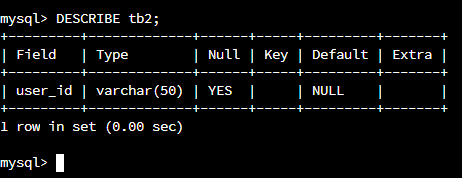 mysql> DESCRIBE tb2;
+---------+-------------+------+-----+---------+-------+
| Field   | Type        | Null | Key | Default | Extra |
+---------+-------------+------+-----+---------+-------+
| user_id | varchar(50) | YES  |     | NULL    |       |
+---------+-------------+------+-----+---------+-------+
1 row in set (0.00 sec)
mysql>